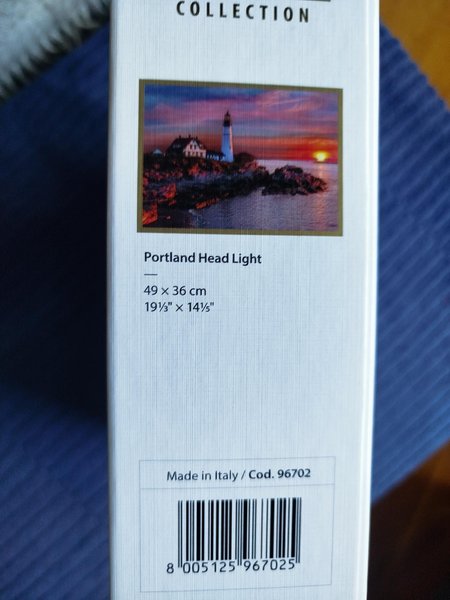 COLLECTION
Portland Head Light
49 × 36 cm
19⅓" × 14⅕"
Made in Italy / Cod. 96702
8 005125 967025